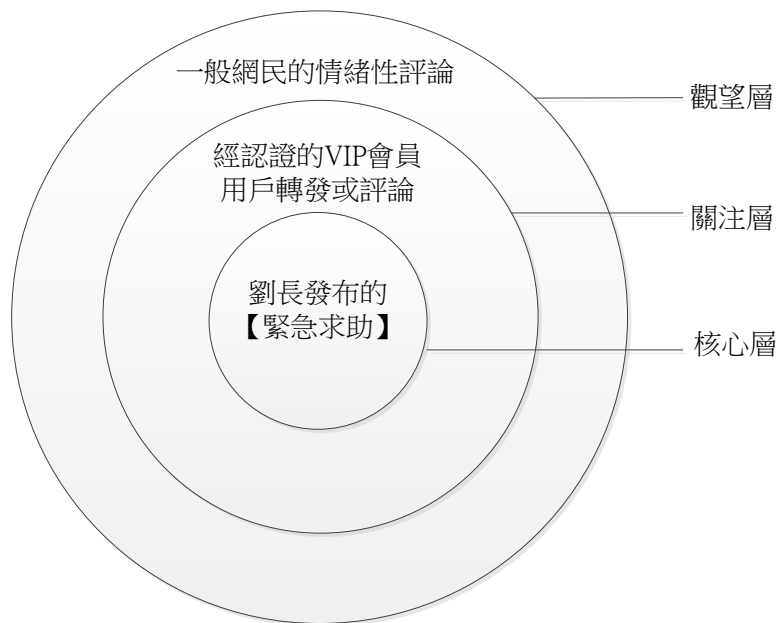 一般網民的情緒性評論
觀望層
經認證的VIP會員
用戶轉發或評論
關注層
劉長發布的
【緊急求助】
核心層